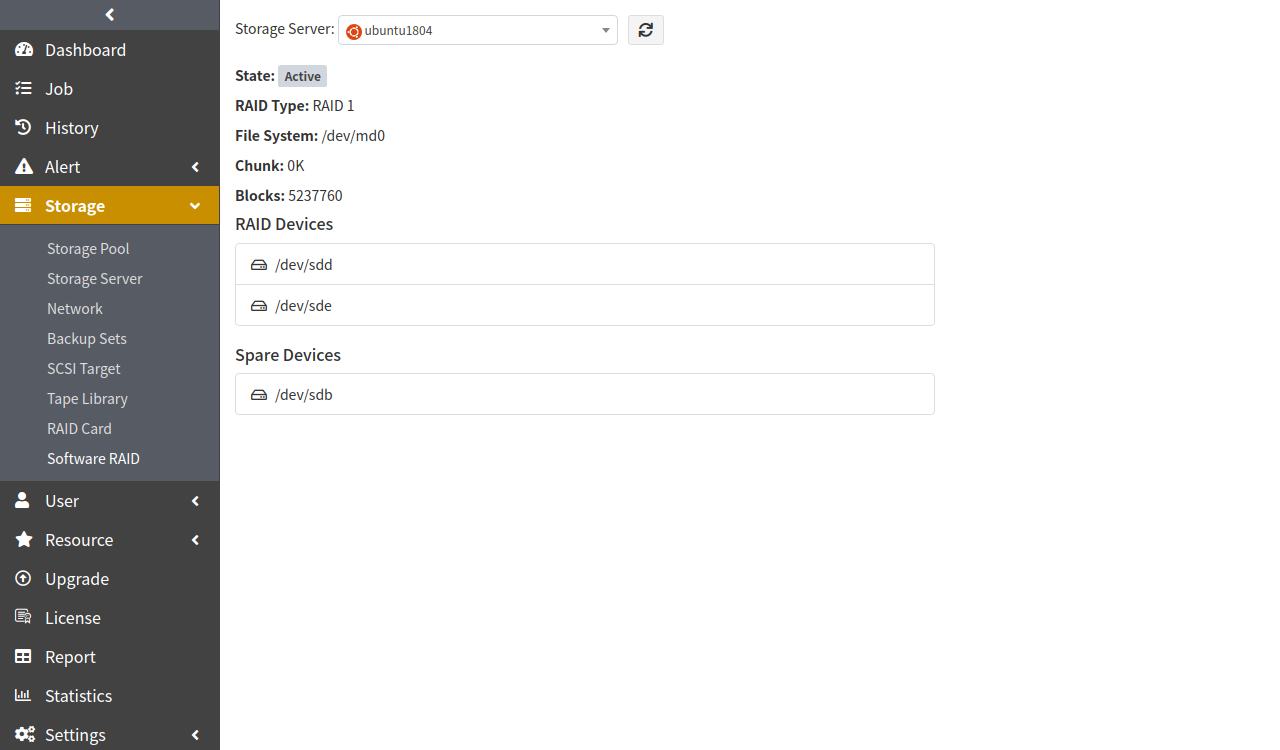 Dashboard
Job
History
Alert
Storage
Storage Pool
Storage Server
Network
Backup Sets
SCSI Target
Tape Library
RAID Card
Software RAID
User
Resource
Upgrade
License
Report
Statistics
Settings
Storage Server: ubuntu1804
State: Active
RAID Type: RAID 1
File System: /dev/md0
Chunk: 0K
Blocks: 5237760
RAID Devices
/dev/sdd
/dev/sde
Spare Devices
/dev/sdb